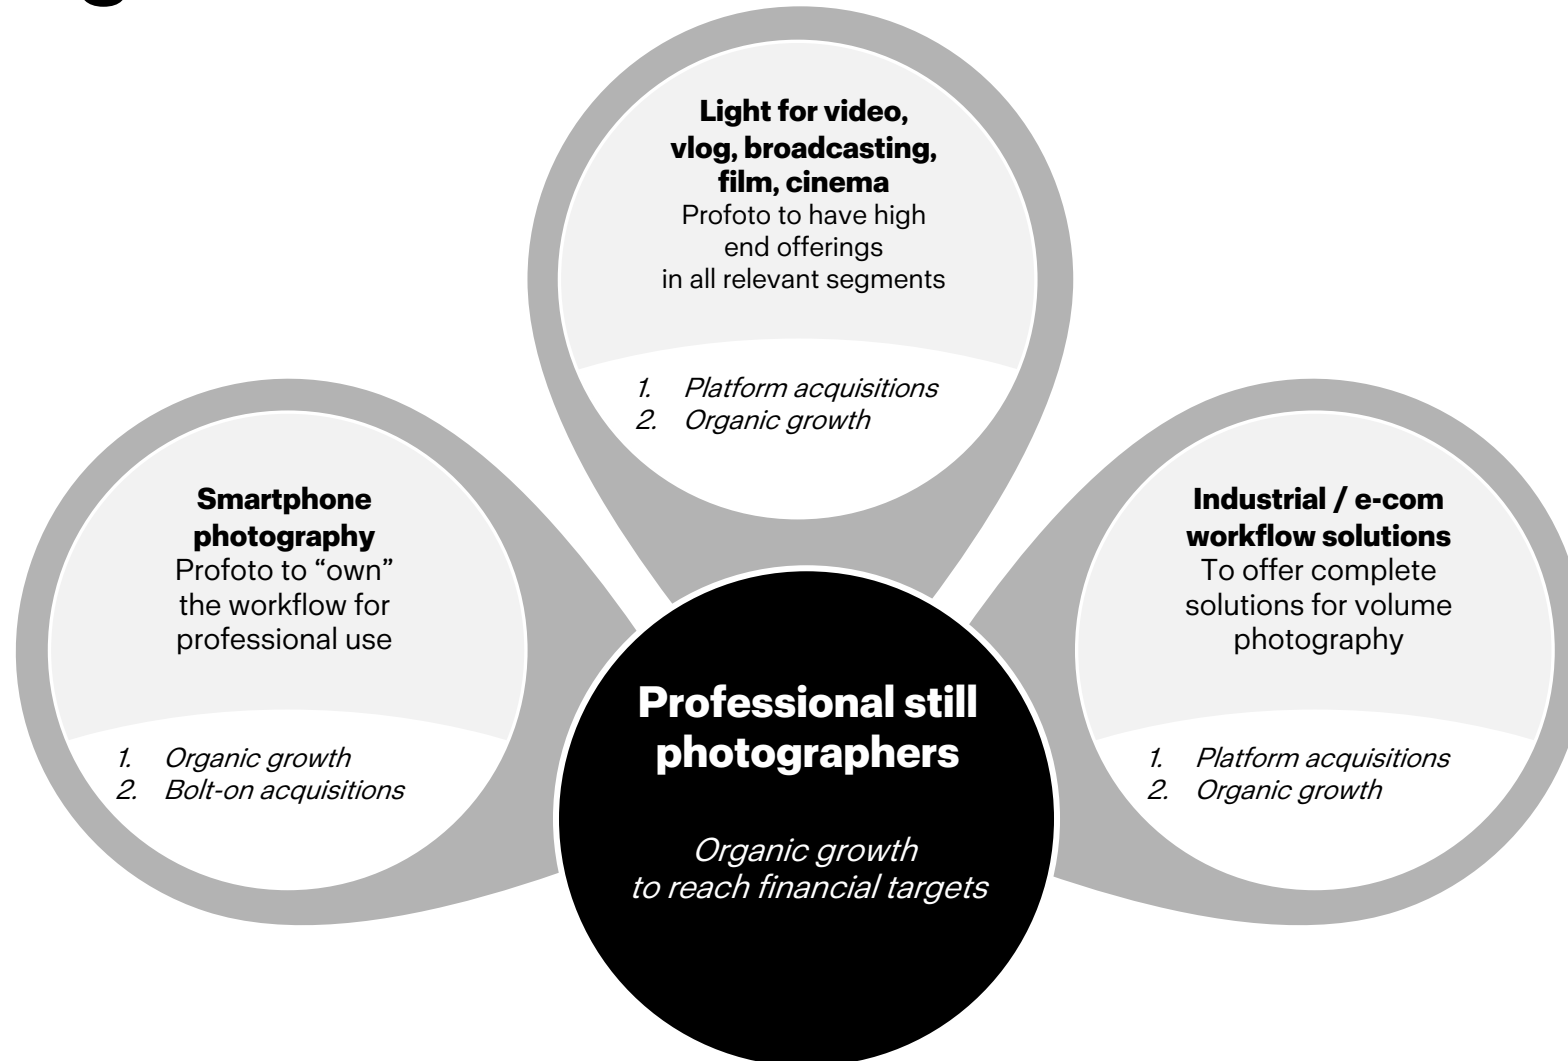 Light for video,
vlog, broadcasting,
film, cinema
Profoto to have high
end offerings
in all relevant segments
1. Platform acquisitions
2. Organic growth
Smartphone
photography
Profoto to “own”
the workflow for
professional use
1. Organic growth
2. Bolt-on acquisitions
Industrial / e-com
workflow solutions
To offer complete
solutions for volume
photography
1. Platform acquisitions
2. Organic growth
Professional still
photographers
Organic growth
to reach financial targets